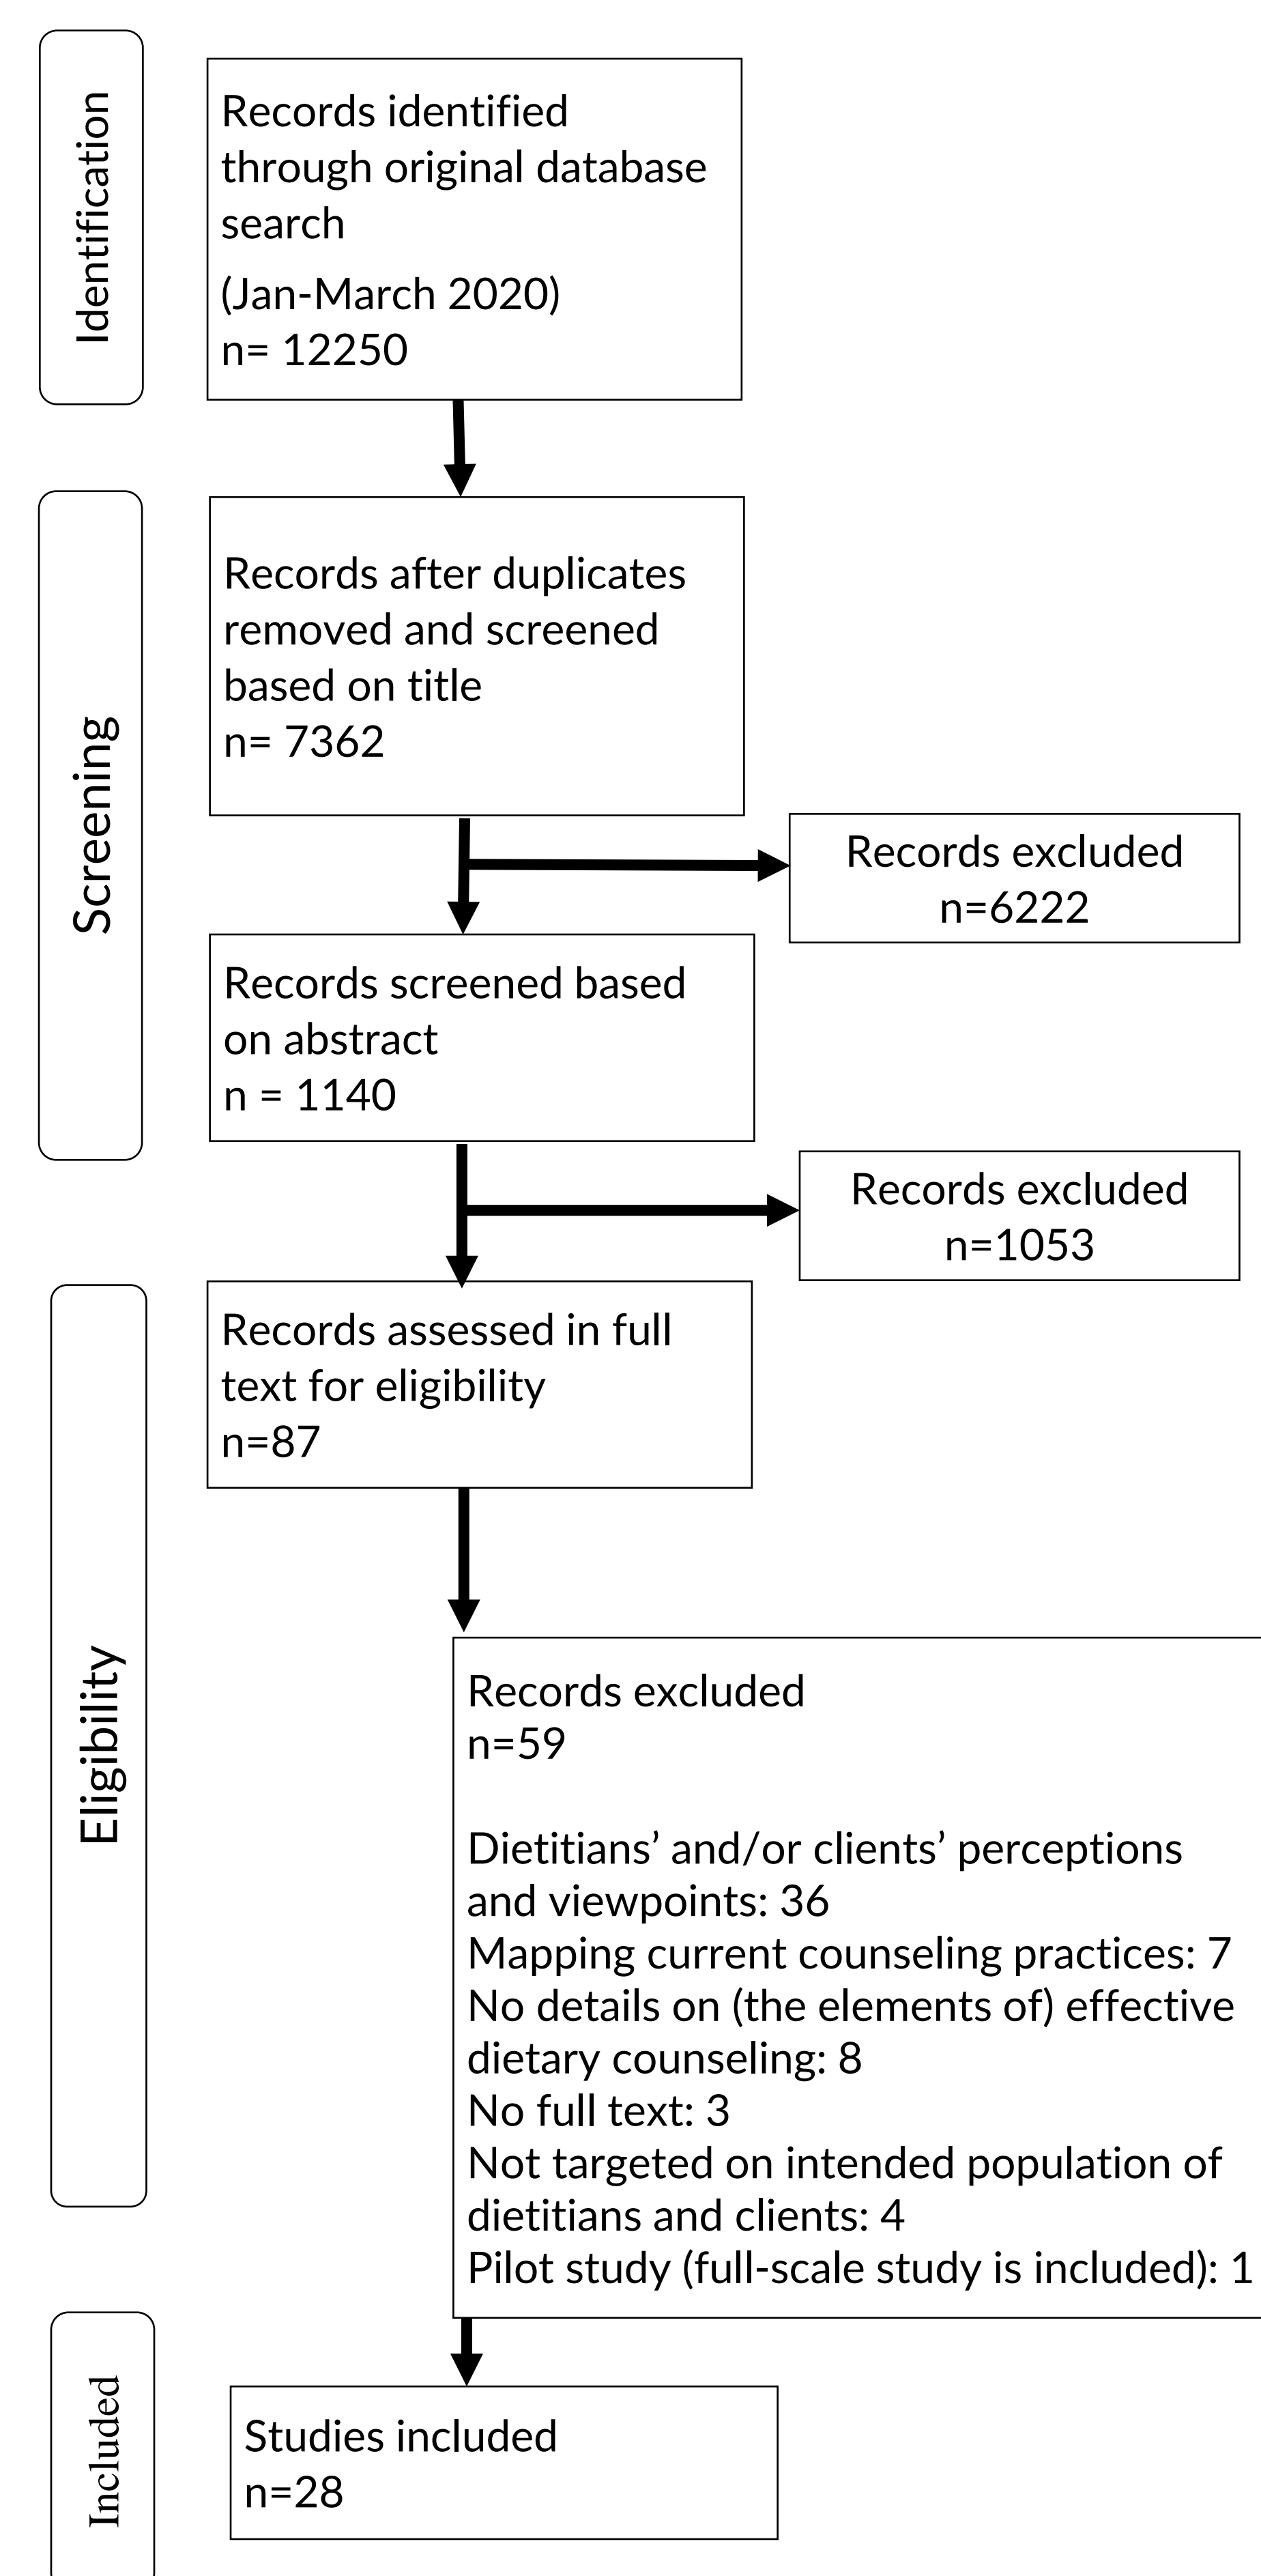 Identification
Records identified
through original database
search
(Jan-March 2020)
n= 12250
Screening
Records after duplicates
removed and screened
based on title
n= 7362
Records excluded
n=6222
Records screened based
on abstract
n = 1140
Records excluded
n=1053
Eligibility
Records assessed in full
text for eligibility
n=87
Records excluded
n=59
Dietitians’ and/or clients’ perceptions
and viewpoints: 36
Mapping current counseling practices: 7
No details on (the elements of) effective
dietary counseling: 8
No full text: 3
Not targeted on intended population of
dietitians and clients: 4
Pilot study (full-scale study is included): 1
Included
Studies included
n=28